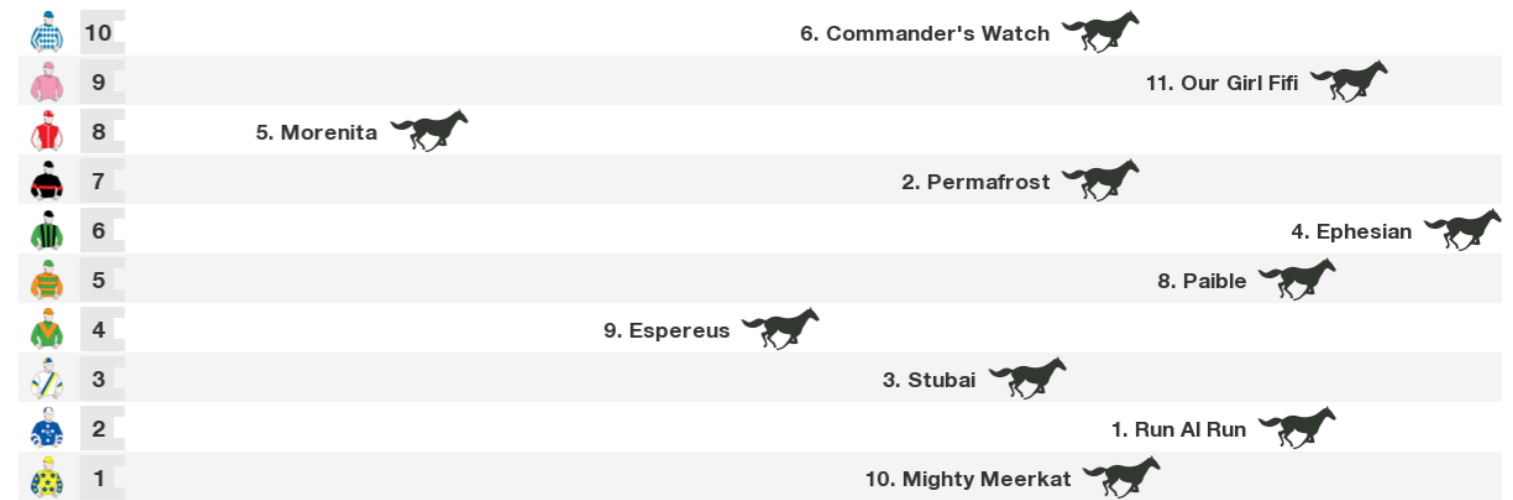 10 6. Commander's Watch
9 11. Our Girl Fifi
8 5. Morenita
7 2. Permafrost
6 4. Ephesian
5 8. Paible
4 9. Espereus
3 3. Stubai
2 1. Run Al Run
1 10. Mighty Meerkat